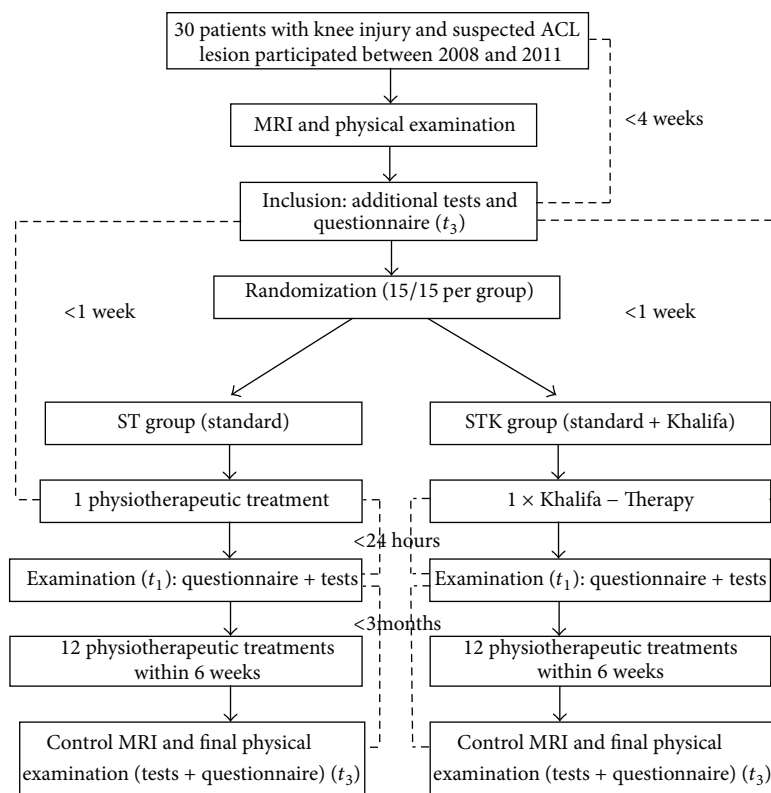 30 patients with knee injury and suspected ACL
lesion participated between 2008 and 2011
<4 weeks
MRI and physical examination
Inclusion: additional tests and
questionnaire (t₃)
Randomization (15/15 per group)
<1 week
<1 week
ST group (standard)
STK group (standard + Khalifa)
1 physiotherapeutic treatment
1 × Khalifa − Therapy
<24 hours
Examination (t₁): questionnaire + tests
Examination (t₁): questionnaire + tests
<3months
12 physiotherapeutic treatments
within 6 weeks
12 physiotherapeutic treatments
within 6 weeks
Control MRI and final physical
examination (tests + questionnaire) (t₃)
Control MRI and final physical
examination (tests + questionnaire) (t₃)